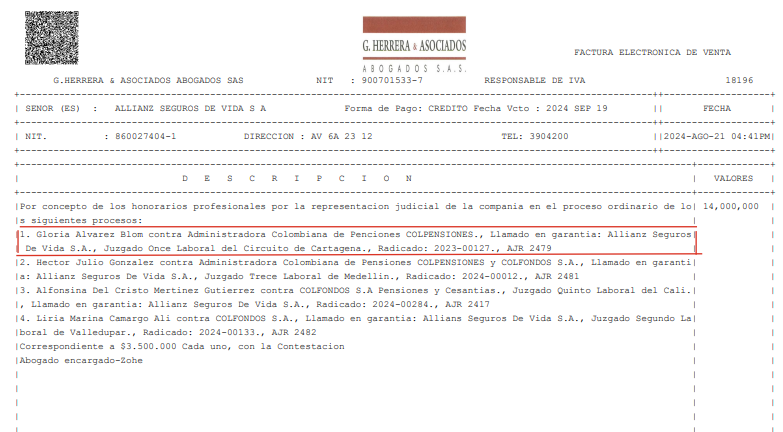 G. HERRERA & ASOCIADOS
ABOGADOS S.A.S.
FACTURA ELECTRONICA DE VENTA
G.HERRERA & ASOCIADOS ABOGADOS SAS NIT : 900701533-7 RESPONSABLE DE IVA 18196
SENOR (ES) : ALLIANZ SEGUROS DE VIDA S A Forma de Pago: CREDITO Fecha Vcto : 2024 SEP 19 FECHA
NIT. : 860027404-1 DIRECCION : AV 6A 23 12 TEL: 3904200 2024-AGO-21 04:41PM
D E S C R I P C I O N VALORES
Por concepto de los honorarios profesionales por la representacion judicial de la compania en el proceso ordinario de lo 14,000,000
s siguientes procesos:
1. Gloria Alvarez Blom contra Administradora Colombiana de Penciones COLPENSIONES., Llamado en garantia: Allianz Seguros
De Vida S.A., Juzgado Once Laboral del Circuito de Cartagena., Radicado: 2023-00127., AJR 2479
2. Hector Julio Gonzalez contra Administradora Colombiana de Pensiones COLPENSIONES y COLFONDOS S.A., Llamado en garanti
a: Allianz Seguros De Vida S.A., Juzgado Trece Laboral de Medellin., Radicado: 2024-00012., AJR 2481
3. Alfonsina Del Cristo Mertinez Gutierrez contra COLFONDOS S.A Pensiones y Cesantias., Juzgado Quinto Laboral del Cali.
, Llamado en garantia: Allianz Seguros De Vida S.A., Radicado: 2024-00284., AJR 2417
4. Liria Marina Camargo Ali contra COLFONDOS S.A., Llamado en garantia: Allians Seguros De Vida S.A., Juzgado Segundo La
boral de Valledupar., Radicado: 2024-00133., AJR 2482
Correspondiente a $3.500.000 Cada uno, con la Contestacion
Abogado encargado-Zohe